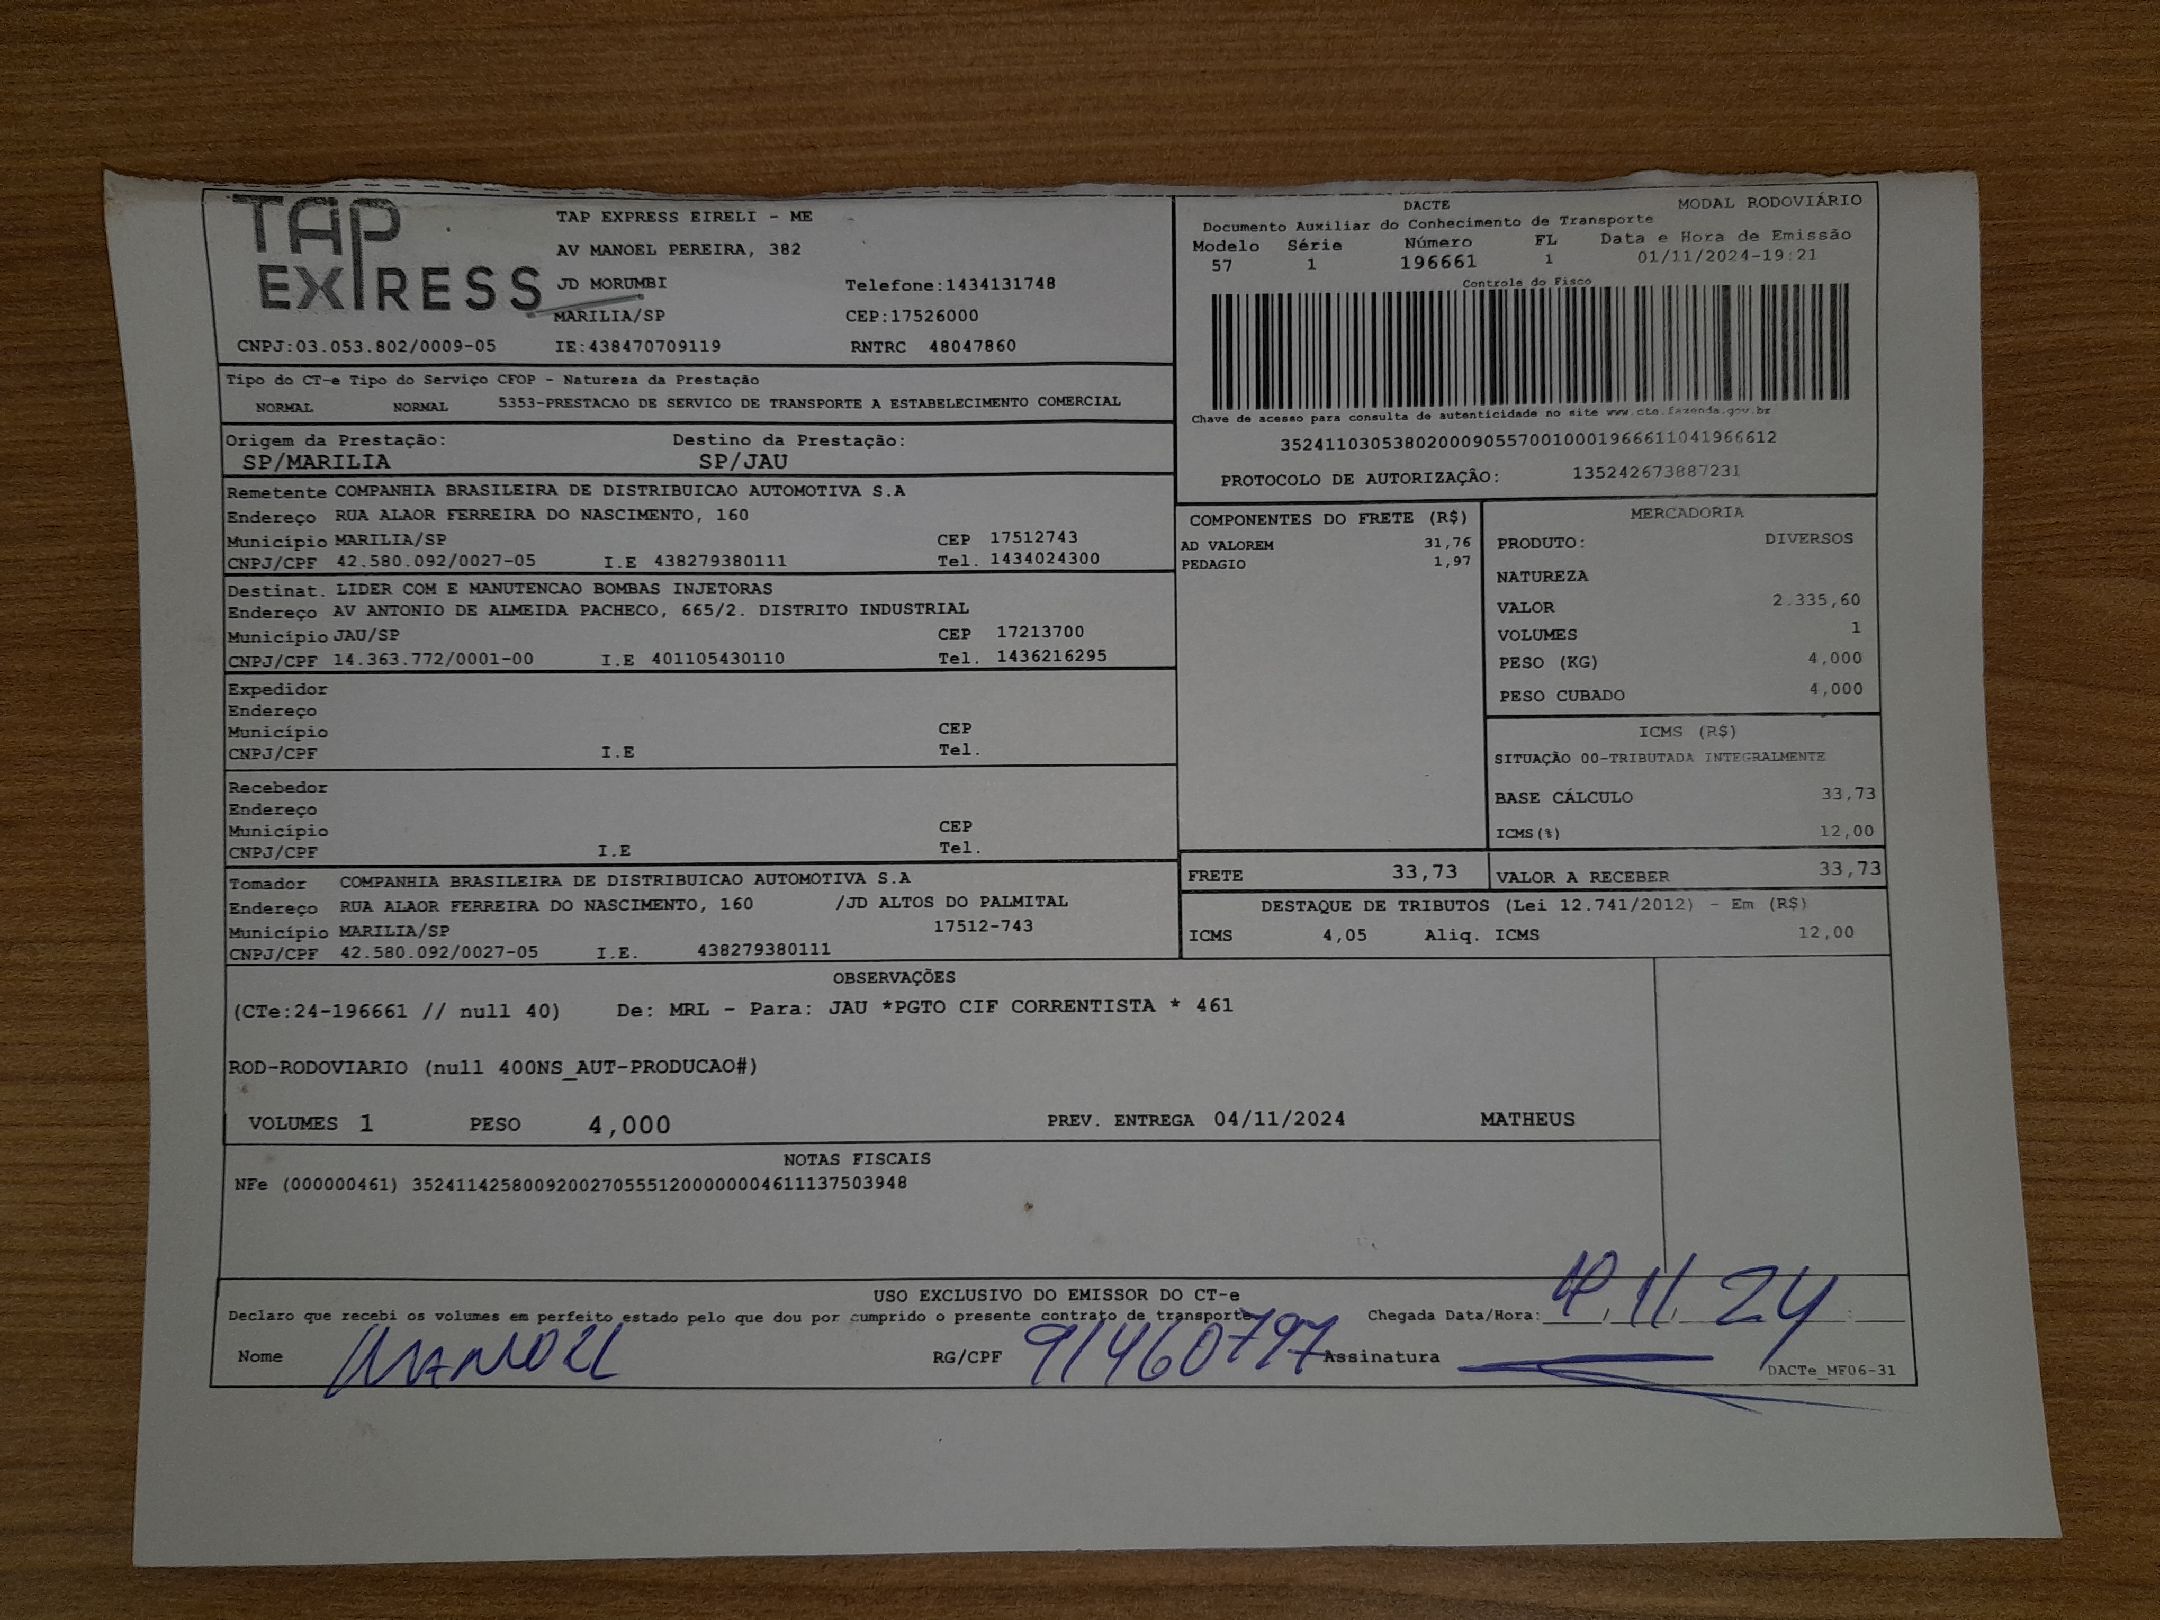 TAP
EXPRESS
TAP EXPRESS EIRELI - ME
AV MANOEL PEREIRA, 382
JD MORUMBI Telefone:1434131748
MARILIA/SP CEP:17526000
CNPJ:03.053.802/0009-05 IE:438470709119 RNTRC 48047860
DACTE MODAL RODOVIÁRIO
Documento Auxiliar do Conhecimento de Transporte
Modelo Série Número FL Data e Hora de Emissão
57 1 196661 1 01/11/2024-19:21
Controle do Fisco
Chave de acesso para consulta de autenticidade no site www.cte.fazenda.gov.br
35241103053802000905570010001966611041966612
PROTOCOLO DE AUTORIZAÇÃO: 135242673887231
Tipo do CT-e Tipo do Serviço CFOP - Natureza da Prestação
NORMAL NORMAL 5353-PRESTACAO DE SERVICO DE TRANSPORTE A ESTABELECIMENTO COMERCIAL
Origem da Prestação: Destino da Prestação:
SP/MARILIA SP/JAU
Remetente COMPANHIA BRASILEIRA DE DISTRIBUICAO AUTOMOTIVA S.A
Endereço RUA ALAOR FERREIRA DO NASCIMENTO, 160
Município MARILIA/SP CEP 17512743
CNPJ/CPF 42.580.092/0027-05 I.E 438279380111 Tel. 1434024300
Destinat. LIDER COM E MANUTENCAO BOMBAS INJETORAS
Endereço AV ANTONIO DE ALMEIDA PACHECO, 665/2. DISTRITO INDUSTRIAL
Município JAU/SP CEP 17213700
CNPJ/CPF 14.363.772/0001-00 I.E 401105430110 Tel. 1436216295
Expedidor
Endereço
Município CEP
CNPJ/CPF I.E Tel.
Recebedor
Endereço
Município CEP
CNPJ/CPF I.E Tel.
Tomador COMPANHIA BRASILEIRA DE DISTRIBUICAO AUTOMOTIVA S.A
Endereço RUA ALAOR FERREIRA DO NASCIMENTO, 160 /JD ALTOS DO PALMITAL
Município MARILIA/SP 17512-743
CNPJ/CPF 42.580.092/0027-05 I.E. 438279380111
COMPONENTES DO FRETE (R$)
AD VALOREM 31,76
PEDAGIO 1,97
MERCADORIA
PRODUTO: DIVERSOS
NATUREZA
VALOR 2.335,60
VOLUMES 1
PESO (KG) 4,000
PESO CUBADO 4,000
ICMS (R$)
SITUAÇÃO 00-TRIBUTADA INTEGRALMENTE
BASE CÁLCULO 33,73
ICMS(%) 12,00
FRETE 33,73 VALOR A RECEBER 33,73
DESTAQUE DE TRIBUTOS (Lei 12.741/2012) - Em (R$)
ICMS 4,05 Aliq. ICMS 12,00
OBSERVAÇÕES
(CTe:24-196661 // null 40) De: MRL - Para: JAU *PGTO CIF CORRENTISTA * 461
ROD-RODOVIARIO (null 400NS_AUT-PRODUCAO#)
VOLUMES 1 PESO 4,000 PREV. ENTREGA 04/11/2024 MATHEUS
NOTAS FISCAIS
NFe (000000461) 35241142580092002705551200000004611137503948
USO EXCLUSIVO DO EMISSOR DO CT-e
Declaro que recebi os volumes em perfeito estado pelo que dou por cumprido o presente contrato de transporte Chegada Data/Hora: / 11 / 24 :
Nome MANOEL RG/CPF 91460797 Assinatura
DACTe_MF06-31